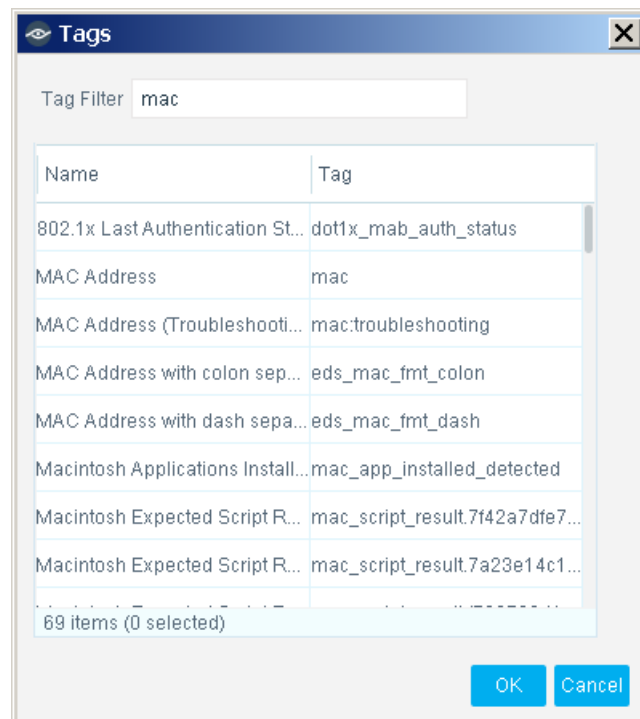 Tags
Tag Filter mac
Name Tag
802.1x Last Authentication St... dot1x_mab_auth_status
MAC Address mac
MAC Address (Troubleshooti... mac:troubleshooting
MAC Address with colon sep... eds_mac_fmt_colon
MAC Address with dash sepa... eds_mac_fmt_dash
Macintosh Applications Install... mac_app_installed_detected
Macintosh Expected Script R... mac_script_result.7f42a7dfe7...
Macintosh Expected Script R... mac_script_result.7a23e14c1...
69 items (0 selected)
OK Cancel